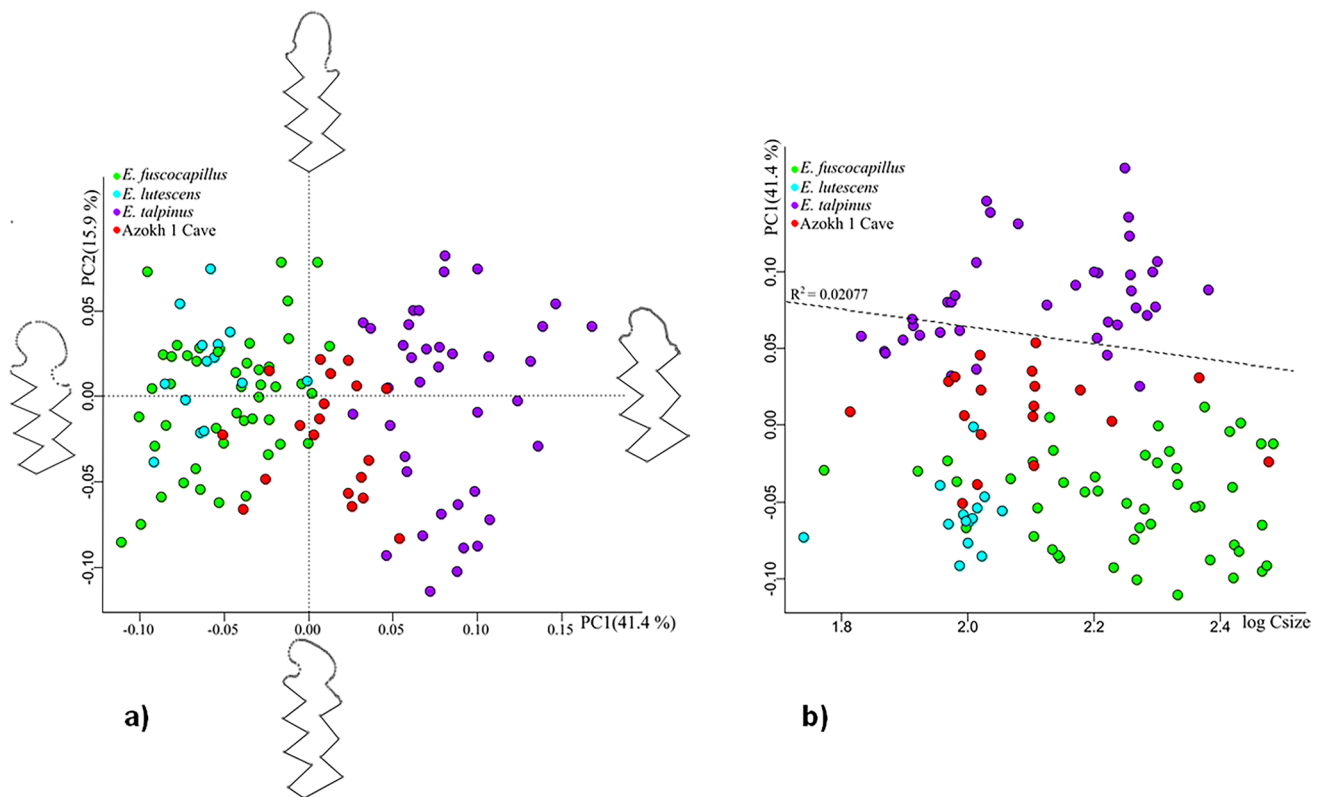 E. fuscocapillus
E. lutescens
E. talpinus
Azokh 1 Cave
PC2(15.9 %)
0.05
0.00
-0.05
-0.10
-0.10 -0.05 0.00 0.05 0.10 0.15 PC1(41.4 %)
a)
E. fuscocapillus
E. lutescens
E. talpinus
Azokh 1 Cave
PC1(41.4 %)
R² = 0.02077
0.10
0.05
0.00
-0.05
-0.10
1.8 2.0 2.2 2.4 log Csize
b)